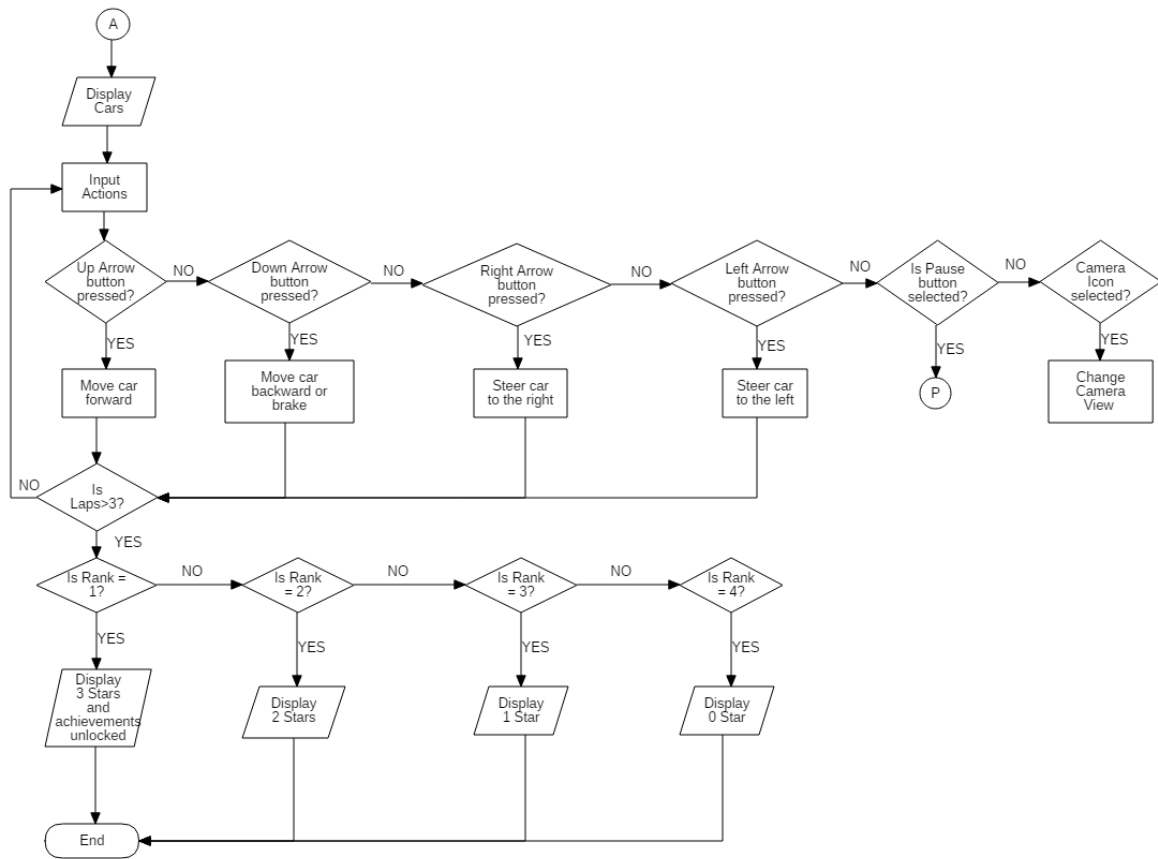 A
Display
Cars
Input
Actions
Up Arrow
button
pressed?
NO
Down Arrow
button
pressed?
NO
Right Arrow
button
pressed?
NO
Left Arrow
button
pressed?
NO
Is Pause
button
selected?
NO
Camera
Icon
selected?
YES
YES
YES
YES
YES
YES
Move car
forward
Move car
backward or
brake
Steer car
to the right
Steer car
to the left
P
Change
Camera
View
NO
Is
Laps>3?
YES
Is Rank =
1?
NO
Is Rank
= 2?
NO
Is Rank
= 3?
NO
Is Rank
= 4?
YES
YES
YES
YES
Display
3 Stars
and
achievements
unlocked
Display
2 Stars
Display
1 Star
Display
0 Star
End